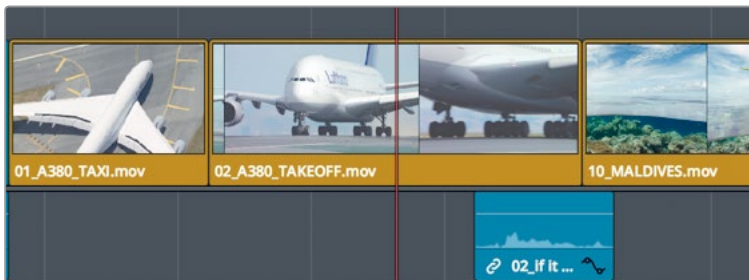 01_A380_TAXI.mov
02_A380_TAKEOFF.mov
10_MALDIVES.mov
02_if it ...